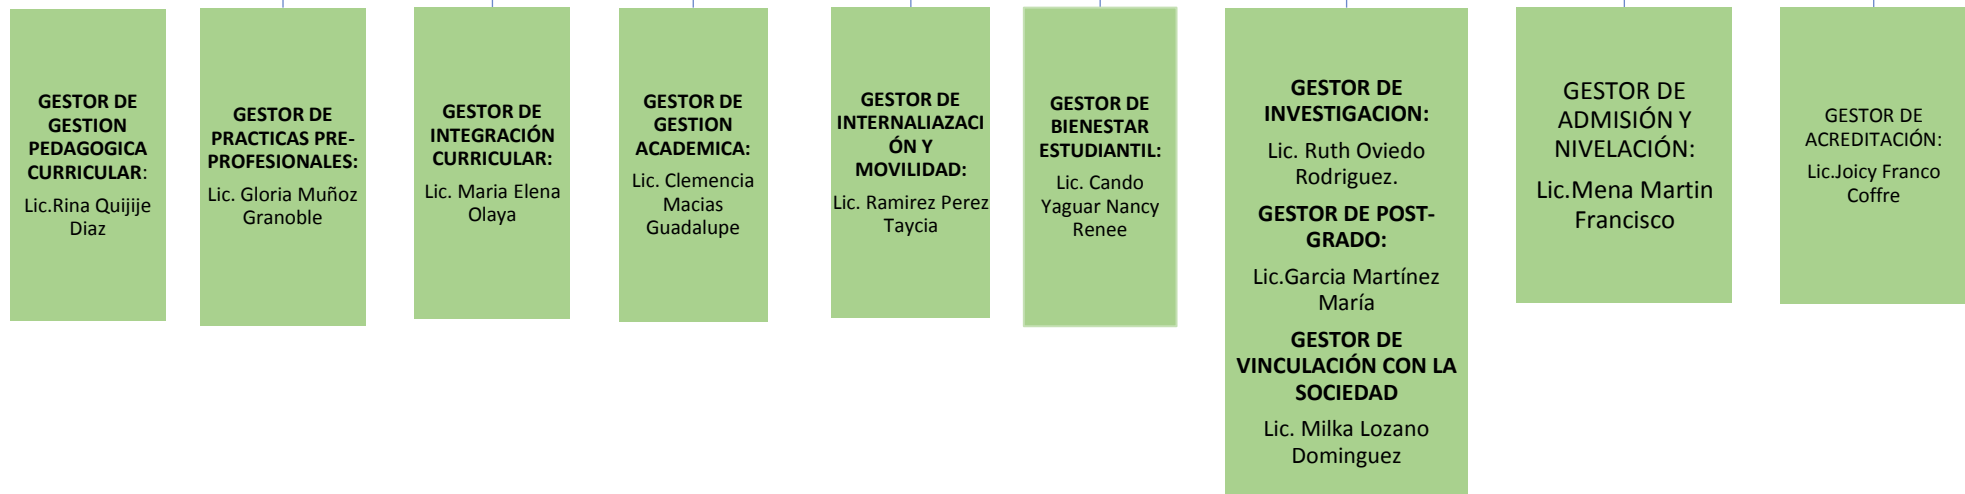 GESTOR DE
GESTION
PEDAGOGICA
CURRICULAR:
Lic.Rina Quijije
Diaz
GESTOR DE
PRACTICAS PRE-
PROFESIONALES:
Lic. Gloria Muñoz
Granoble
GESTOR DE
INTEGRACIÓN
CURRICULAR:
Lic. Maria Elena
Olaya
GESTOR DE
GESTION
ACADEMICA:
Lic. Clemencia
Macias
Guadalupe
GESTOR DE
INTERNALIAZACI
ÓN Y
MOVILIDAD:
Lic. Ramirez Perez
Taycia
GESTOR DE
BIENESTAR
ESTUDIANTIL:
Lic. Cando
Yaguar Nancy
Renee
GESTOR DE
INVESTIGACION:
Lic. Ruth Oviedo
Rodriguez.
GESTOR DE POST-
GRADO:
Lic.Garcia Martínez
María
GESTOR DE
VINCULACIÓN CON LA
SOCIEDAD
Lic. Milka Lozano
Dominguez
GESTOR DE
ADMISIÓN Y
NIVELACIÓN:
Lic.Mena Martin
Francisco
GESTOR DE
ACREDITACIÓN:
Lic.Joicy Franco
Coffre